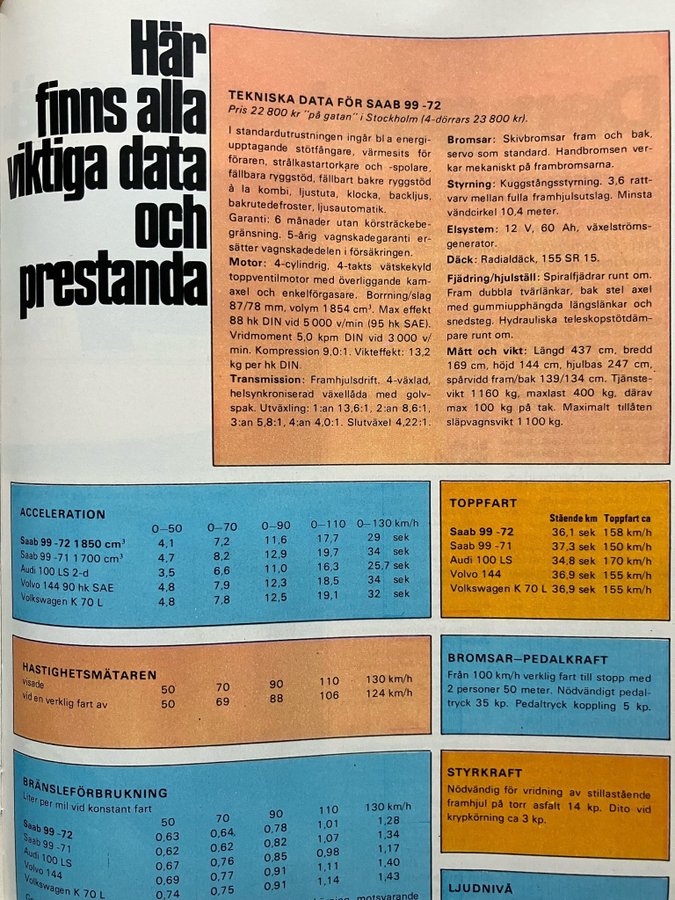 Här
finns alla
viktiga data
och
prestanda
TEKNISKA DATA FÖR SAAB 99 -72
Pris 22 800 kr "på gatan" i Stockholm (4-dörrars 23 800 kr).
I standardutrustningen ingår bl a energi-
upptagande stötfångare, värmesits för
föraren, strålkastartorkare och -spolare,
fällbara ryggstöd, fällbart bakre ryggstöd
à la kombi, ljustuta, klocka, backljus,
bakrutedefroster, ljusautomatik.
Garanti: 6 månader utan körsträckebe-
gränsning. 5-årig vagnskadegaranti er-
sätter vagnskadedelen i försäkringen.
Motor: 4-cylindrig, 4-takts vätskekyld
toppventilmotor med överliggande kam-
axel och enkelförgasare. Borrning/slag
87/78 mm, volym 1854 cm³. Max effekt
88 hk DIN vid 5 000 v/min (95 hk SAE).
Vridmoment 5,0 kpm DIN vid 3 000 v/
min. Kompression 9,0:1. Vikteffekt: 13,2
kg per hk DIN.
Transmission: Framhjulsdrift, 4-växlad,
helsynkroniserad växellåda med golv-
spak. Utväxling: 1:an 13,6:1, 2:an 8,6:1,
3:an 5,8:1, 4:an 4,0:1. Slutväxel 4,22:1.
Bromsar: Skivbromsar fram och bak,
servo som standard. Handbromsen ver-
kar mekaniskt på frambromsarna.
Styrning: Kuggstångsstyrning. 3,6 ratt-
varv mellan fulla framhjulsutslag. Minsta
vändcirkel 10,4 meter.
Elsystem: 12 V, 60 Ah, växelströms-
generator.
Däck: Radialdäck, 155 SR 15.
Fjädring/hjulställ: Spiralfjädrar runt om.
Fram dubbla tvärlänkar, bak stel axel
med gummiupphängda längslänkar och
snedsteg. Hydrauliska teleskopstötdäm-
pare runt om.
Mått och vikt: Längd 437 cm, bredd
169 cm, höjd 144 cm, hjulbas 247 cm,
spårvidd fram/bak 139/134 cm. Tjänste-
vikt 1160 kg, maxlast 400 kg, därav
max 100 kg på tak. Maximalt tillåten
släpvagnsvikt 1 100 kg.
ACCELERATION
0—50 0—70 0—90 0—110 0—130 km/h
Saab 99 -72 1 850 cm³ 4,1 7,2 11,6 17,7 29 sek
Saab 99 -71 1 700 cm³ 4,7 8,2 12,9 19,7 34 sek
Audi 100 LS 2-d 3,5 6,6 11,0 16,3 25,7 sek
Volvo 144 90 hk SAE 4,8 7,9 12,3 18,5 34 sek
Volkswagen K 70 L 4,8 7,8 12,5 19,1 32 sek
TOPPFART
Stående km Toppfart ca
Saab 99 -72 36,1 sek 158 km/h
Saab 99 -71 37,3 sek 150 km/h
Audi 100 LS 34,8 sek 170 km/h
Volvo 144 36,9 sek 155 km/h
Volkswagen K 70 L 36,9 sek 155 km/h
HASTIGHETSMÄTAREN
visade 50 70 90 110 130 km/h
vid en verklig fart av 50 69 88 106 124 km/h
BROMSAR—PEDALKRAFT
Från 100 km/h verklig fart till stopp med
2 personer 50 meter. Nödvändigt pedal-
tryck 35 kp. Pedaltryck koppling 5 kp.
BRÄNSLEFÖRBRUKNING
Liter per mil vid konstant fart
50 70 90 110 130 km/h
Saab 99 -72 0,63 0,64 0,78 1,01 1,28
Saab 99 -71 0,62 0,62 0,82 1,07 1,34
Audi 100 LS 0,67 0,76 0,85 0,98 1,17
Volvo 144 0,69 0,77 0,91 1,11 1,40
Volkswagen K 70 L 0,74 0,75 0,91 1,14 1,43
motsvarande
STYRKRAFT
Nödvändig för vridning av stillastående
framhjul på torr asfalt 14 kp. Dito vid
krypkörning ca 3 kp.
LJUDNIVÅ